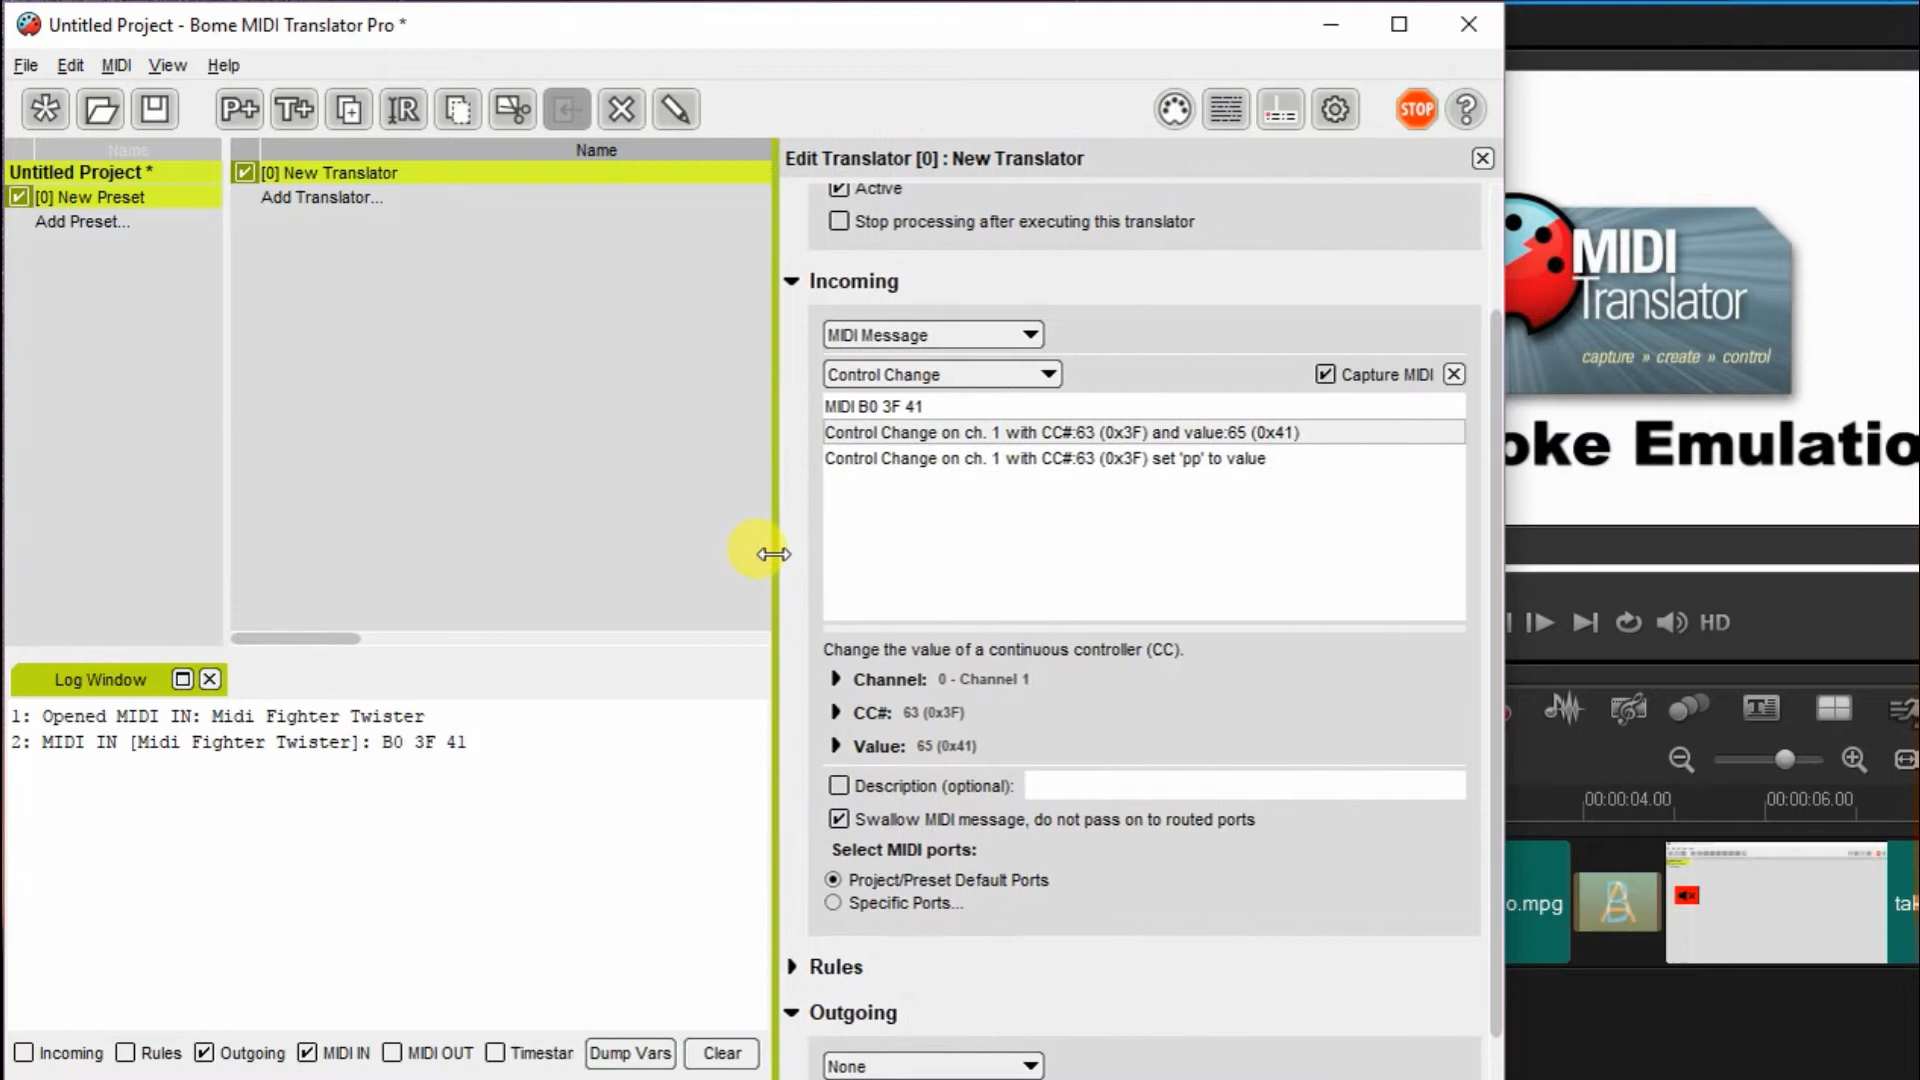 Untitled Project - Bome MIDI Translator Pro *
File Edit MIDI View Help
P+ T+ R STOP ?
Name
Untitled Project *
[0] New Preset
Add Preset...
Name
[0] New Translator
Add Translator...
Edit Translator [0] : New Translator
Active
Stop processing after executing this translator
Incoming
MIDI Message
Control Change
Capture MIDI
MIDI B0 3F 41
Control Change on ch. 1 with CC#:63 (0x3F) and value:65 (0x41)
Control Change on ch. 1 with CC#:63 (0x3F) set 'pp' to value
Change the value of a continuous controller (CC).
Channel: 0 - Channel 1
CC#: 63 (0x3F)
Value: 65 (0x41)
Description (optional):
Swallow MIDI message, do not pass on to routed ports
Select MIDI ports:
Project/Preset Default Ports
Specific Ports...
Rules
Outgoing
None
Log Window
1: Opened MIDI IN: Midi Fighter Twister
2: MIDI IN [Midi Fighter Twister]: B0 3F 41
Incoming Rules Outgoing MIDI IN MIDI OUT Timestar Dump Vars Clear
MIDI
Translator
capture » create » control
oke Emulatio
HD
T
00:00:04.00 00:00:06.00
o.mpg
A
B
tal